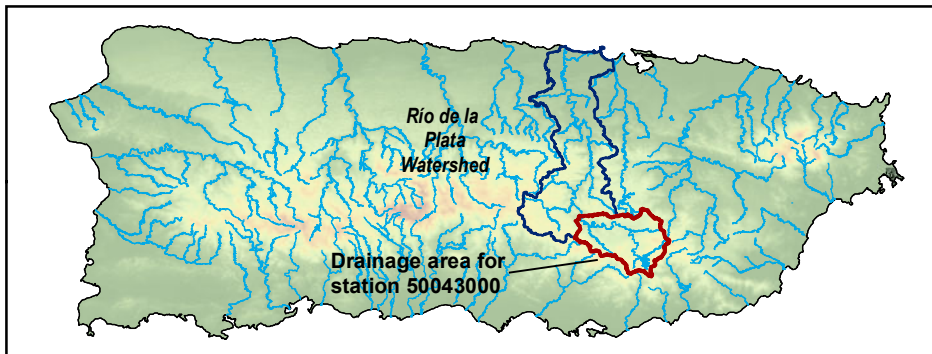 Río de la
Plata
Watershed
Drainage area for
station 50043000